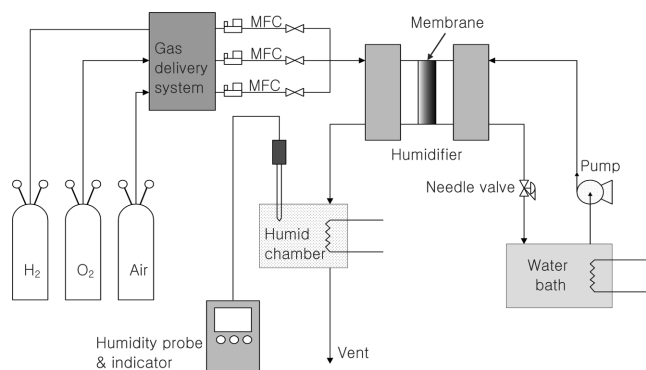 MFC
MFC
MFC
Gas
delivery
system
Membrane
Humidifier
Pump
Needle valve
Humid
chamber
Water
bath
H₂
O₂
Air
Humidity probe
& indicator
Vent